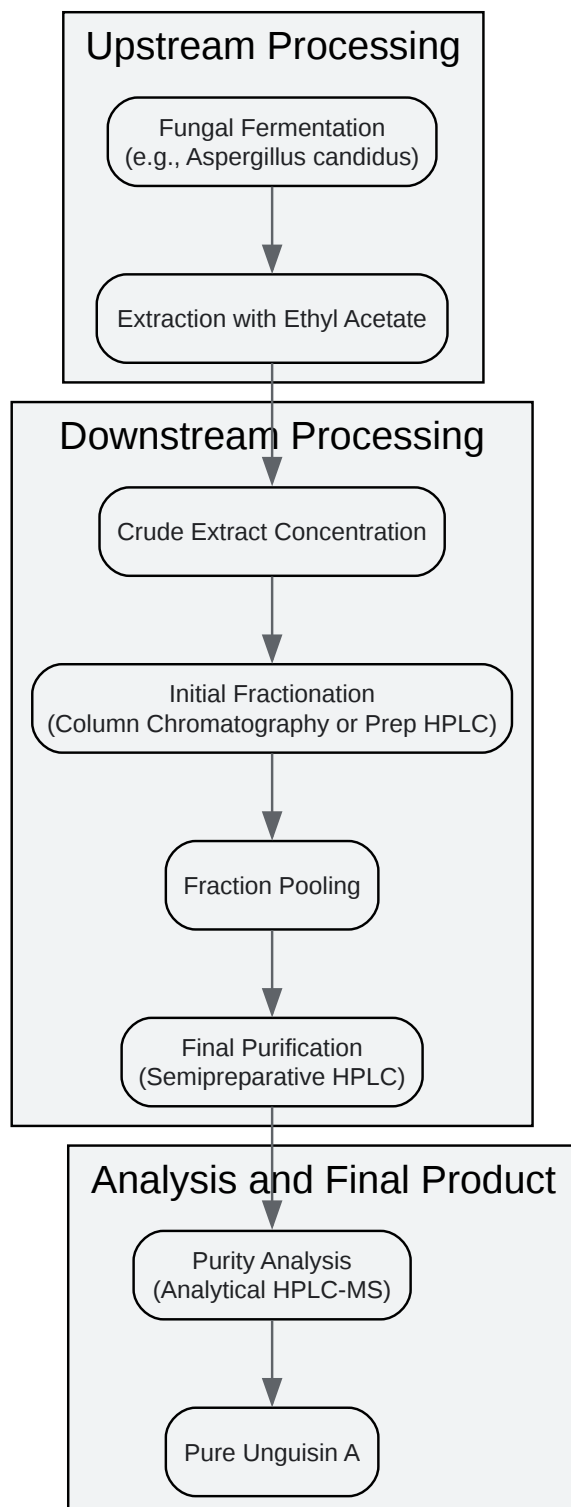 Upstream Processing
Fungal Fermentation
(e.g., Aspergillus candidus)
Extraction with Ethyl Acetate
Downstream Processing
Crude Extract Concentration
Initial Fractionation
(Column Chromatography or Prep HPLC)
Fraction Pooling
Final Purification
(Semipreparative HPLC)
Analysis and Final Product
Purity Analysis
(Analytical HPLC-MS)
Pure Unguisin A